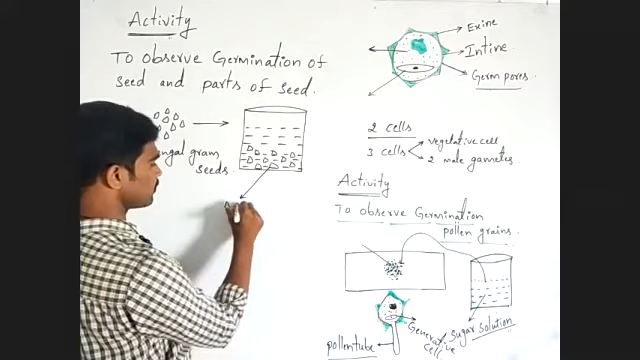 Activity
To observe Germination of
seed and parts of seed.
gal gram
seeds.
Exine
Intine
Germ pores.
2 cells
3 cells
vegetative cell
2 male gametes.
Activity
To observe Germination
pollen grains.
Sugar solution
Generative
cell
pollentube